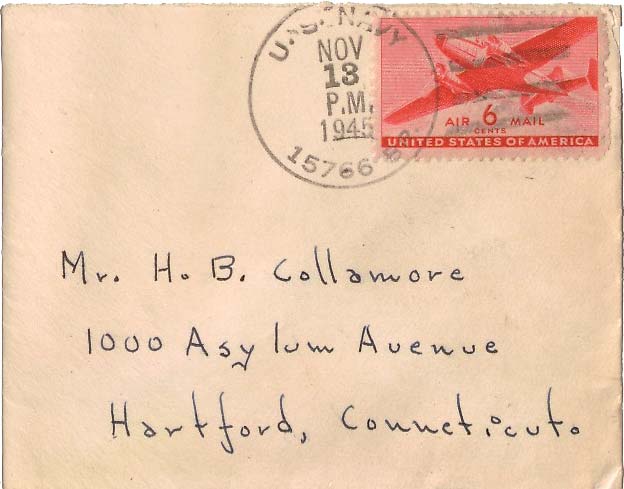 U.S. NAVY
NOV
13
P.M.
1945
15766 BR.
AIR 6 MAIL
CENTS
UNITED STATES OF AMERICA
Mr. H. B. Collamore
1000 Asylum Avenue
Hartford, Connecticut.